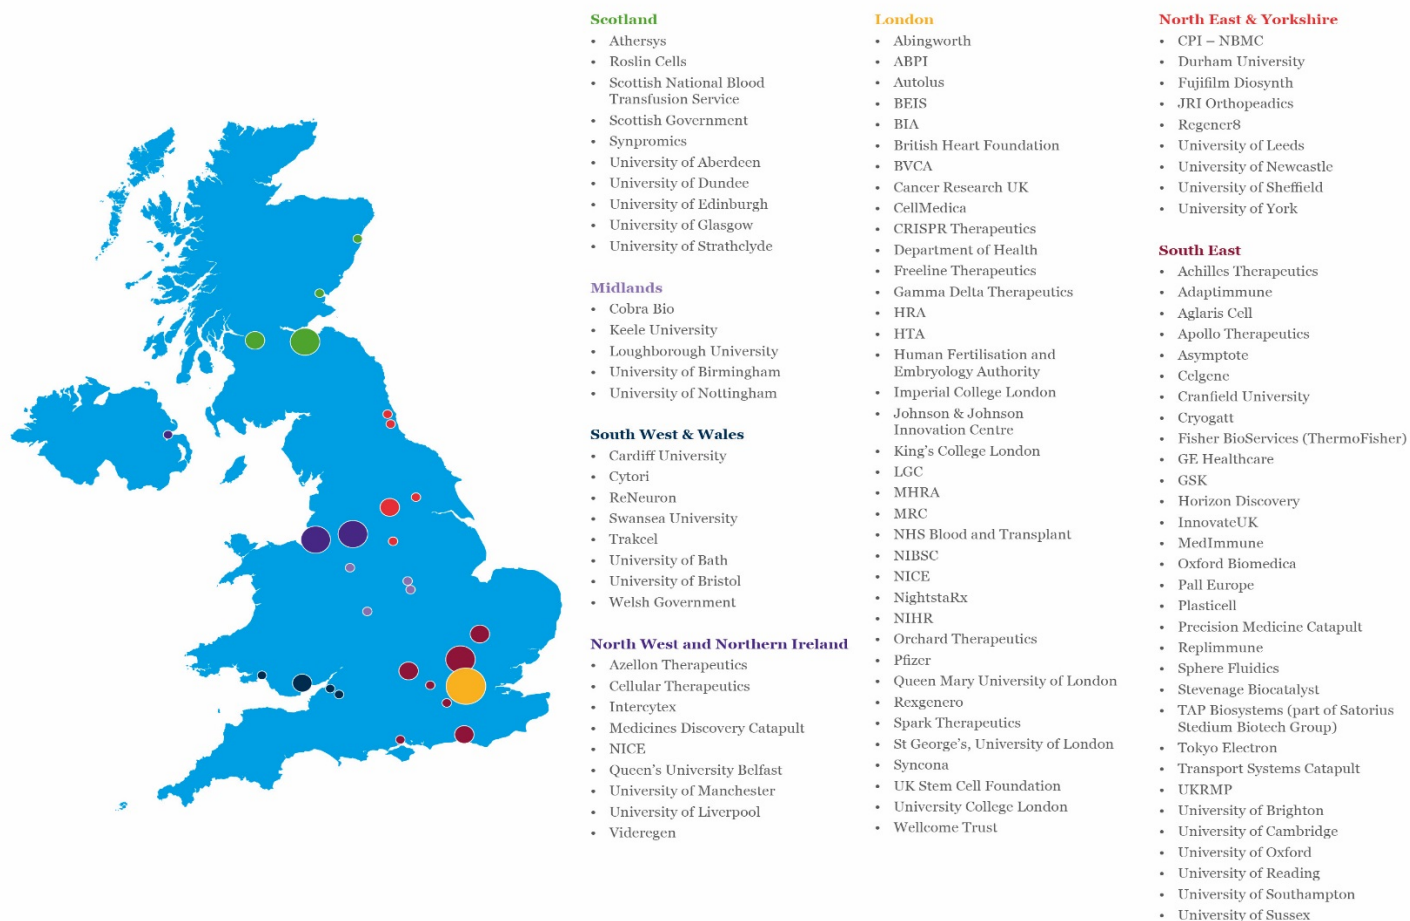 Scotland
• Athersys
• Roslin Cells
• Scottish National Blood
Transfusion Service
• Scottish Government
• Synpromics
• University of Aberdeen
• University of Dundee
• University of Edinburgh
• University of Glasgow
• University of Strathclyde
Midlands
• Cobra Bio
• Keele University
• Loughborough University
• University of Birmingham
• University of Nottingham
South West & Wales
• Cardiff University
• Cytori
• ReNeuron
• Swansea University
• Trakcel
• University of Bath
• University of Bristol
• Welsh Government
North West and Northern Ireland
• Azellon Therapeutics
• Cellular Therapeutics
• Intercytex
• Medicines Discovery Catapult
• NICE
• Queen's University Belfast
• University of Manchester
• University of Liverpool
• Videregen
London
• Abingworth
• ABPI
• Autolus
• BEIS
• BIA
• British Heart Foundation
• BVCA
• Cancer Research UK
• CellMedica
• CRISPR Therapeutics
• Department of Health
• Freeline Therapeutics
• Gamma Delta Therapeutics
• HRA
• HTA
• Human Fertilisation and
Embryology Authority
• Imperial College London
• Johnson & Johnson
Innovation Centre
• King's College London
• LGC
• MHRA
• MRC
• NHS Blood and Transplant
• NIBSC
• NICE
• NightstaRx
• NIHR
• Orchard Therapeutics
• Pfizer
• Queen Mary University of London
• Rexgenero
• Spark Therapeutics
• St George's, University of London
• Syncona
• UK Stem Cell Foundation
• University College London
• Wellcome Trust
North East & Yorkshire
• CPI – NBMC
• Durham University
• Fujifilm Diosynth
• JRI Orthopeadics
• Regener8
• University of Leeds
• University of Newcastle
• University of Sheffield
• University of York
South East
• Achilles Therapeutics
• Adaptimmune
• Aglaris Cell
• Apollo Therapeutics
• Asymptote
• Celgene
• Cranfield University
• Cryogatt
• Fisher BioServices (ThermoFisher)
• GE Healthcare
• GSK
• Horizon Discovery
• InnovateUK
• MedImmune
• Oxford Biomedica
• Pall Europe
• Plasticell
• Precision Medicine Catapult
• Replimmune
• Sphere Fluidics
• Stevenage Biocatalyst
• TAP Biosystems (part of Satorius
Stedium Biotech Group)
• Tokyo Electron
• Transport Systems Catapult
• UKRMP
• University of Brighton
• University of Cambridge
• University of Oxford
• University of Reading
• University of Southampton
• University of Sussex